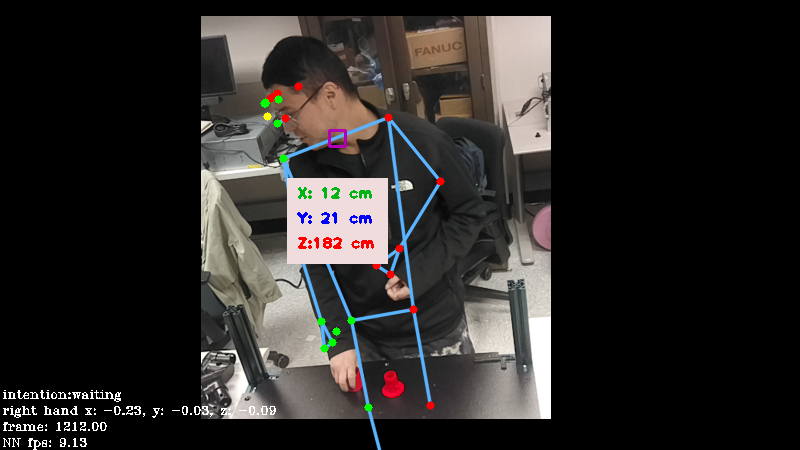 FANUC
X: 12 cm
Y: 21 cm
Z:182 cm
intention:waiting
right hand x: -0.23, y: -0.03, z: -0.09
frame: 1212.00
NN fps: 9.13